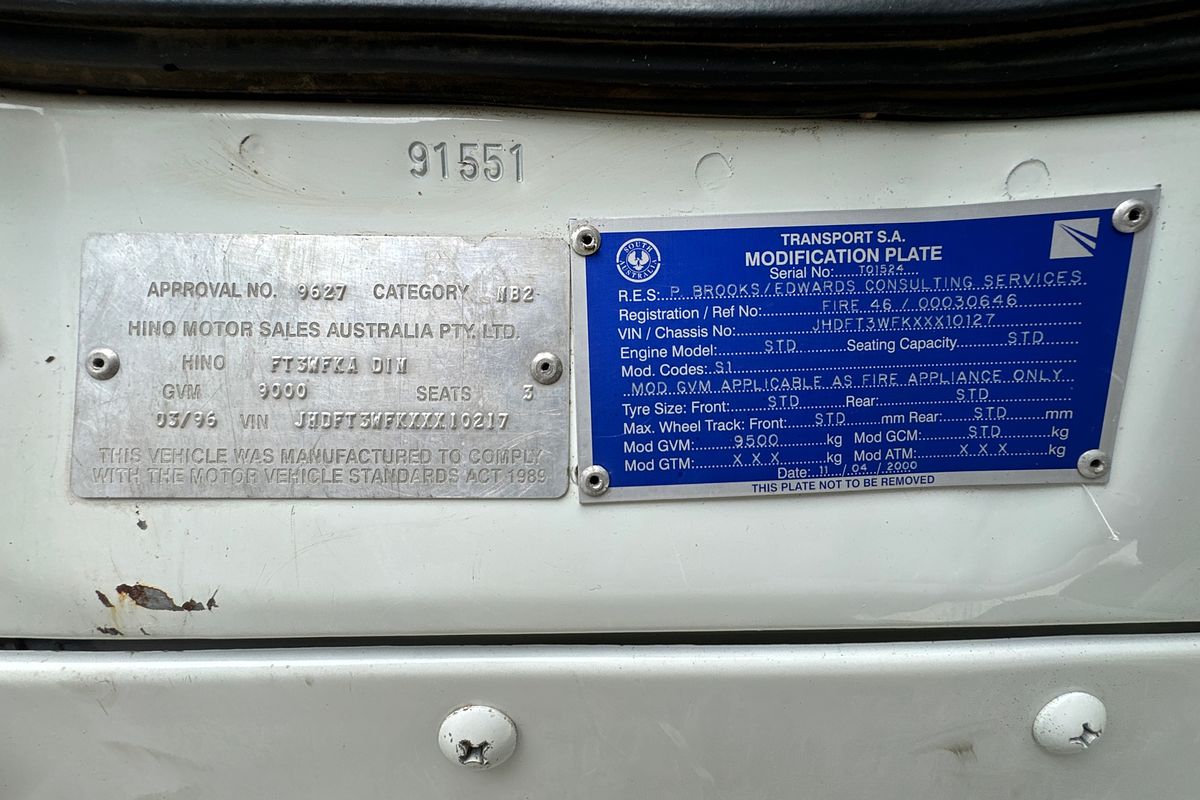 91551
APPROVAL NO. 9627 CATEGORY NB2
HINO MOTOR SALES AUSTRALIA PTY. LTD.
HINO FT3WFKA DIN
GVM 9000 SEATS 3
03/96 VIN JHDFT3WFKXXX10217
THIS VEHICLE WAS MANUFACTURED TO COMPLY
WITH THE MOTOR VEHICLE STANDARDS ACT 1989
SOUTH AUSTRALIA
TRANSPORT S.A.
MODIFICATION PLATE
Serial No: T01524
R.E.S: P. BROOKS/EDWARDS CONSULTING SERVICES
Registration / Ref No: FIRE 46 / 00030646
VIN / Chassis No: JHDFT3WFKXXX10127
Engine Model: STD Seating Capacity STD
Mod. Codes: S1
MOD GVM APPLICABLE AS FIRE APPLIANCE ONLY
Tyre Size: Front: STD Rear: STD
Max. Wheel Track: Front: STD mm Rear: STD mm
Mod GVM: 9500 kg Mod GCM: STD kg
Mod GTM: X X X kg Mod ATM: X X X kg
Date: 11 / 04 / 2000
THIS PLATE NOT TO BE REMOVED